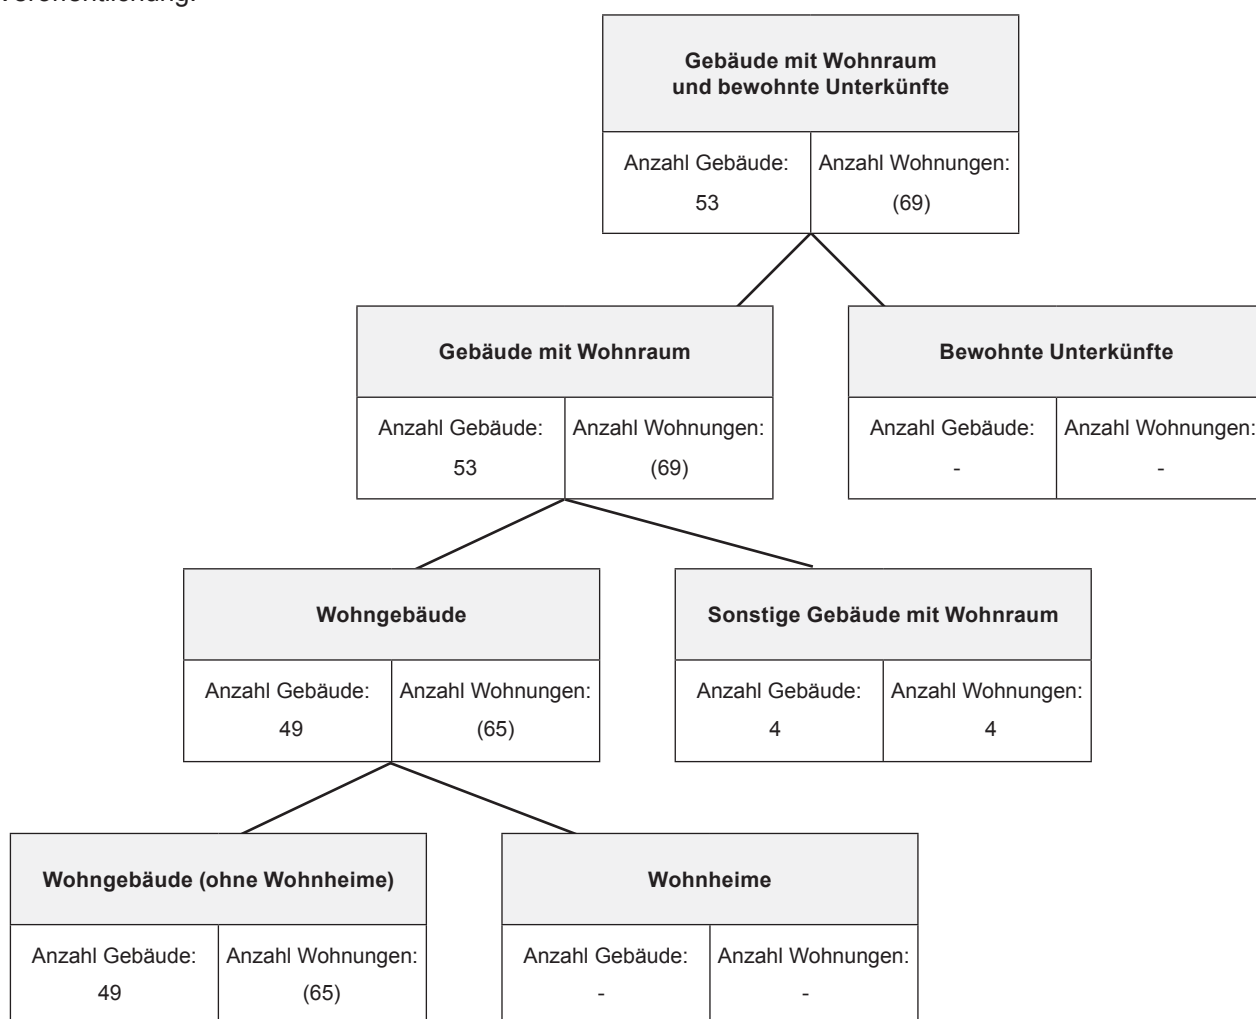 Veröffentlichung.
Gebäude mit Wohnraum
und bewohnte Unterkünfte
Anzahl Gebäude: Anzahl Wohnungen:
53 (69)
Gebäude mit Wohnraum Bewohnte Unterkünfte
Anzahl Gebäude: Anzahl Wohnungen: Anzahl Gebäude: Anzahl Wohnungen:
53 (69) - -
Wohngebäude Sonstige Gebäude mit Wohnraum
Anzahl Gebäude: Anzahl Wohnungen: Anzahl Gebäude: Anzahl Wohnungen:
49 (65) 4 4
Wohngebäude (ohne Wohnheime) Wohnheime
Anzahl Gebäude: Anzahl Wohnungen: Anzahl Gebäude: Anzahl Wohnungen:
49 (65) - -